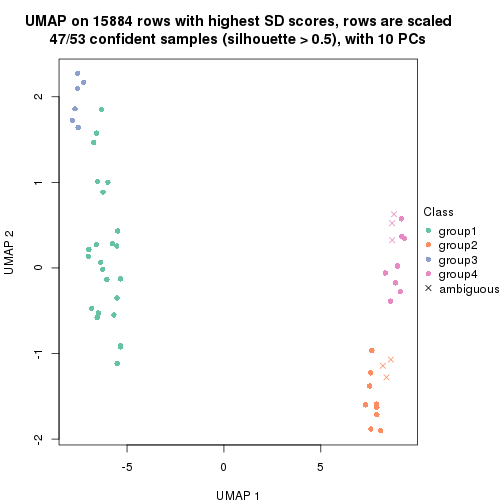 UMAP on 15884 rows with highest SD scores, rows are scaled
47/53 confident samples (silhouette > 0.5), with 10 PCs
2
1
0
-1
-2
UMAP 2
-5
0
5
UMAP 1
Class
group1
group2
group3
group4
ambiguous